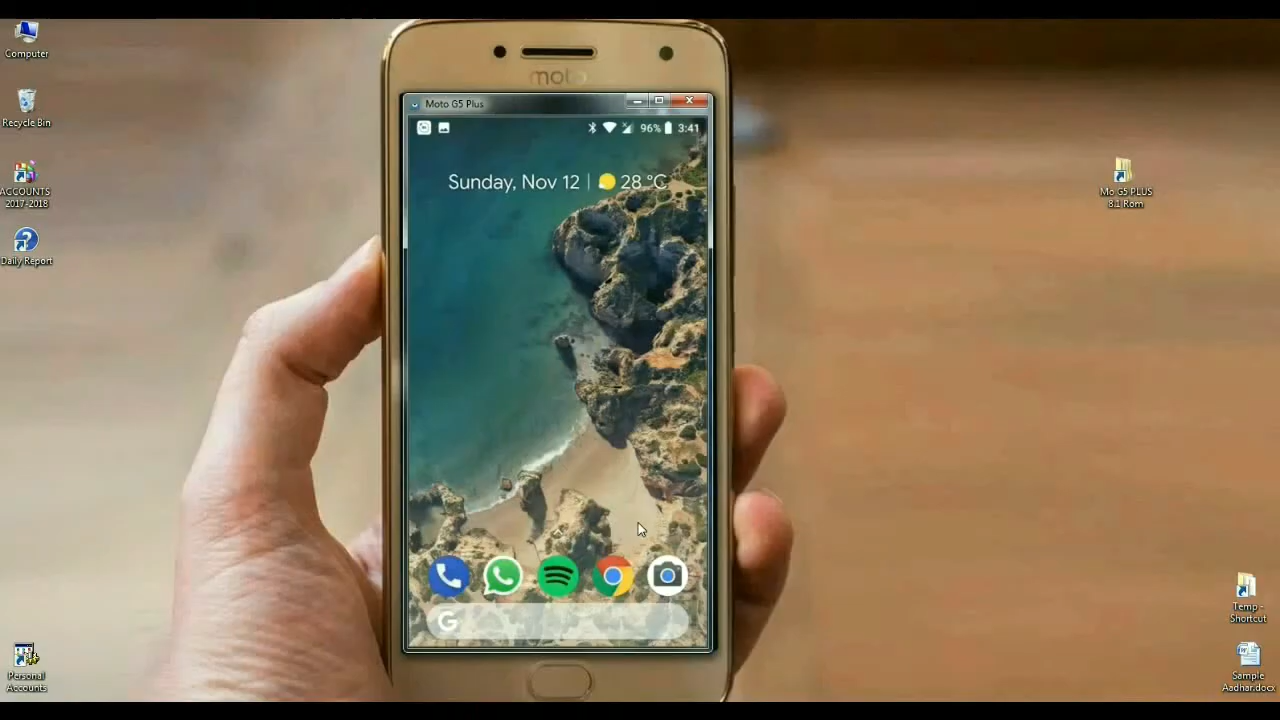 Computer
Recycle Bin
ACCOUNTS
2017-2018
Daily Report
Personal
Accounts
moto
Moto G5 Plus
96%
3:41
Sunday, Nov 12
28 °C
G
Mo G5 PLUS
8.1 Rom
Temp -
Shortcut
Sample
Aadhar.docx